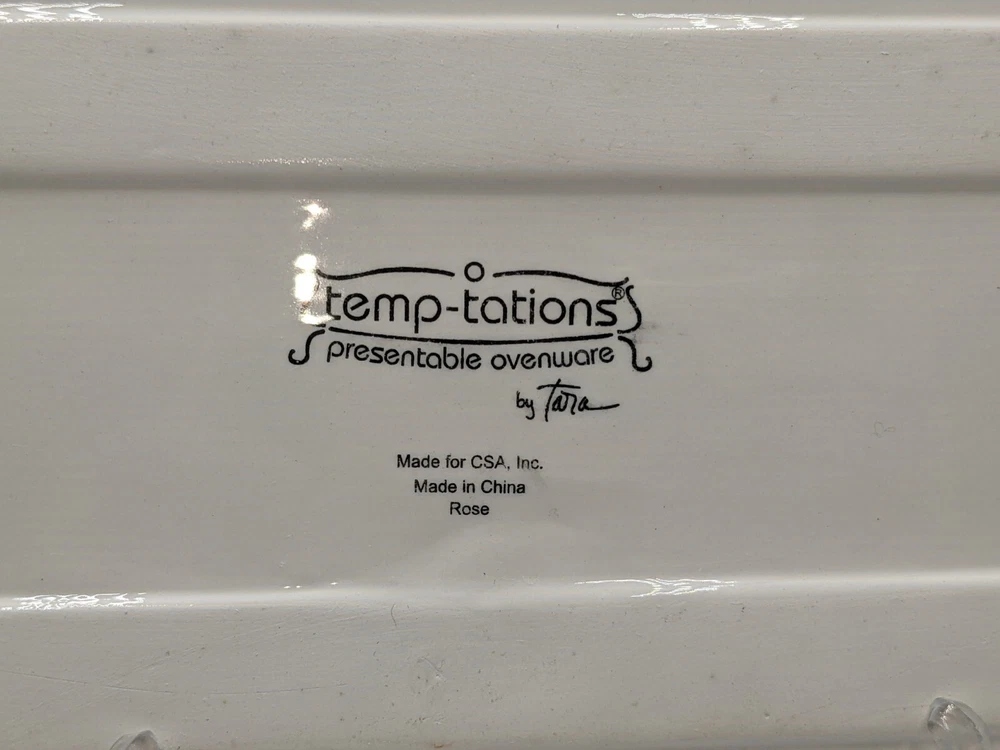 temp-tations®
presentable ovenware
by Tara
Made for CSA, Inc.
Made in China
Rose